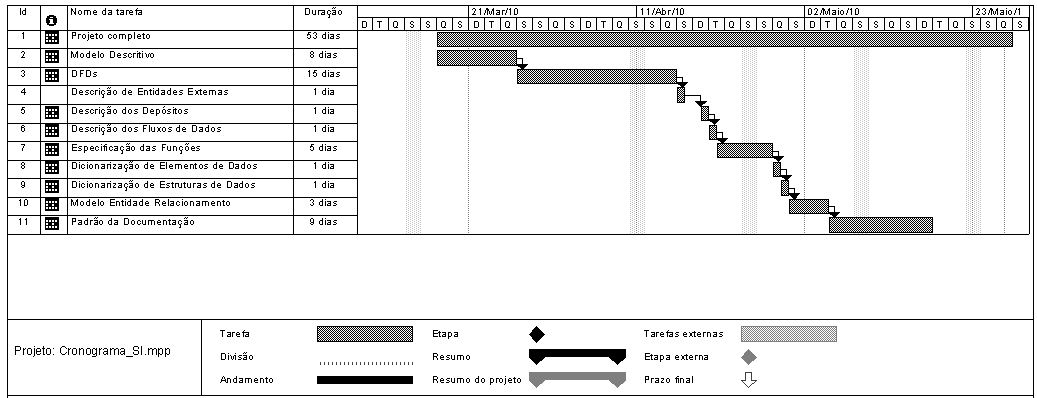 Id Nome da tarefa Duração 21/Mar/10 11/Abr/10 02/Maio/10 23/Maio/1
D T Q S S Q S D T Q S S Q S D T Q S S Q S D T Q S S Q S D T Q S S Q S D T Q S S Q S
1 Projeto completo 53 dias
2 Modelo Descritivo 8 dias
3 DFDs 15 dias
4 Descrição de Entidades Externas 1 dia
5 Descrição dos Depósitos 1 dia
6 Descrição dos Fluxos de Dados 1 dia
7 Especificação das Funções 5 dias
8 Dicionarização de Elementos de Dados 1 dia
9 Dicionarização de Estruturas de Dados 1 dia
10 Modelo Entidade Relacionamento 3 dias
11 Padrão da Documentação 9 dias
Projeto: Cronograma_SI.mpp
Tarefa Etapa Tarefas externas
Divisão Resumo Etapa externa
Andamento Resumo do projeto Prazo final